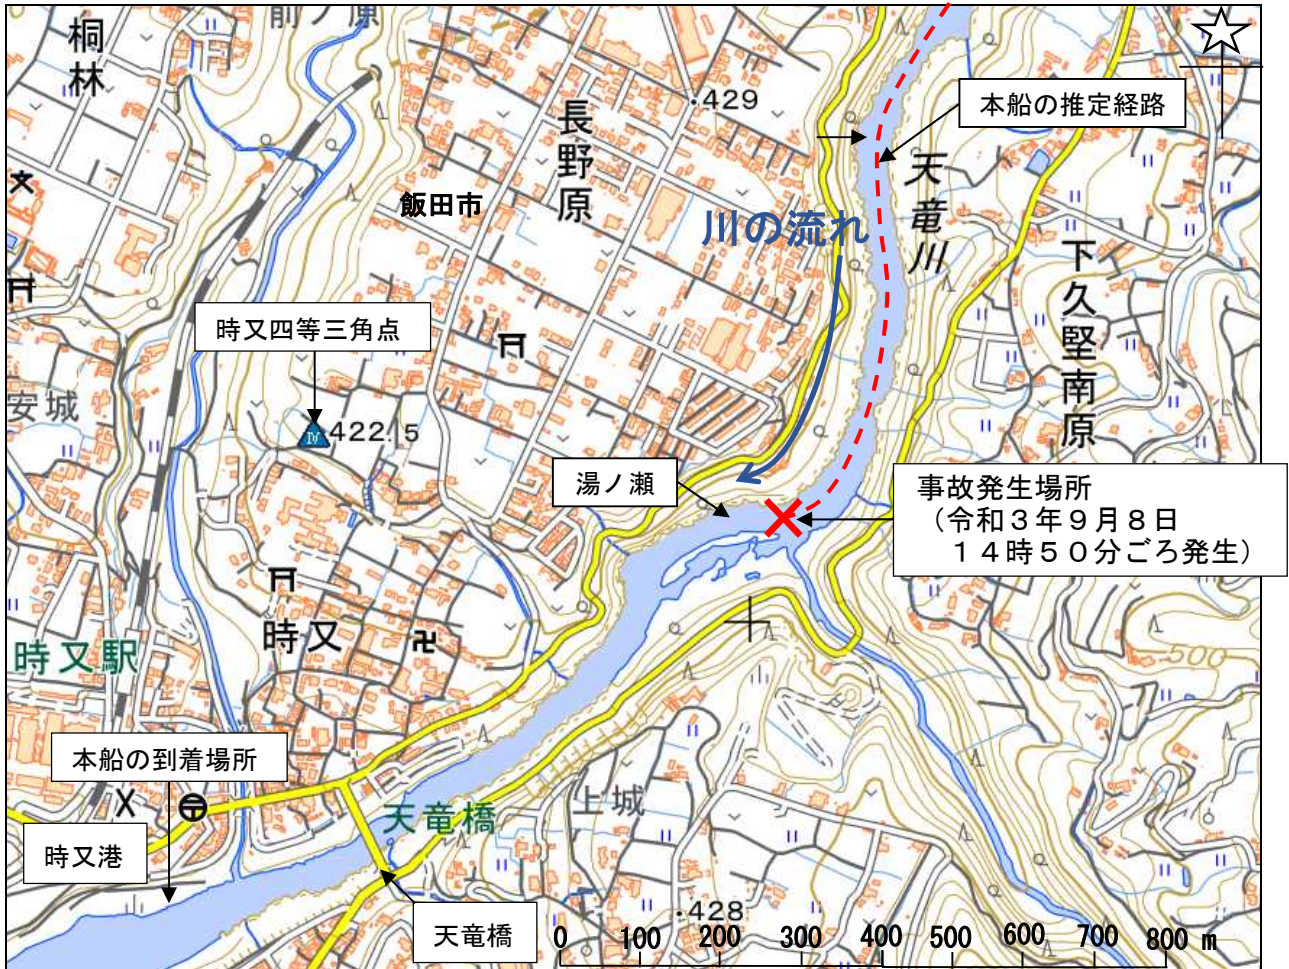 前ノ原
桐林
・429
長野原
本船の推定経路
天竜川
飯田市
川の流れ
下久堅南原
時又四等三角点
安城
422.5
湯ノ瀬
事故発生場所
（令和３年９月８日
１４時５０分ごろ発生）
時又
時又駅
500
本船の到着場所
上城
天竜橋
時又港
・428
天竜橋
0 100 200 300 400 500 600 700 800 m